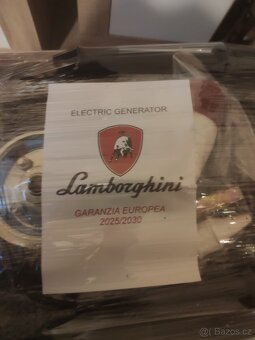 ELECTRIC GENERATOR
Lamborghini
GARANZIA EUROPEA
2025/2030
Bazos.cz